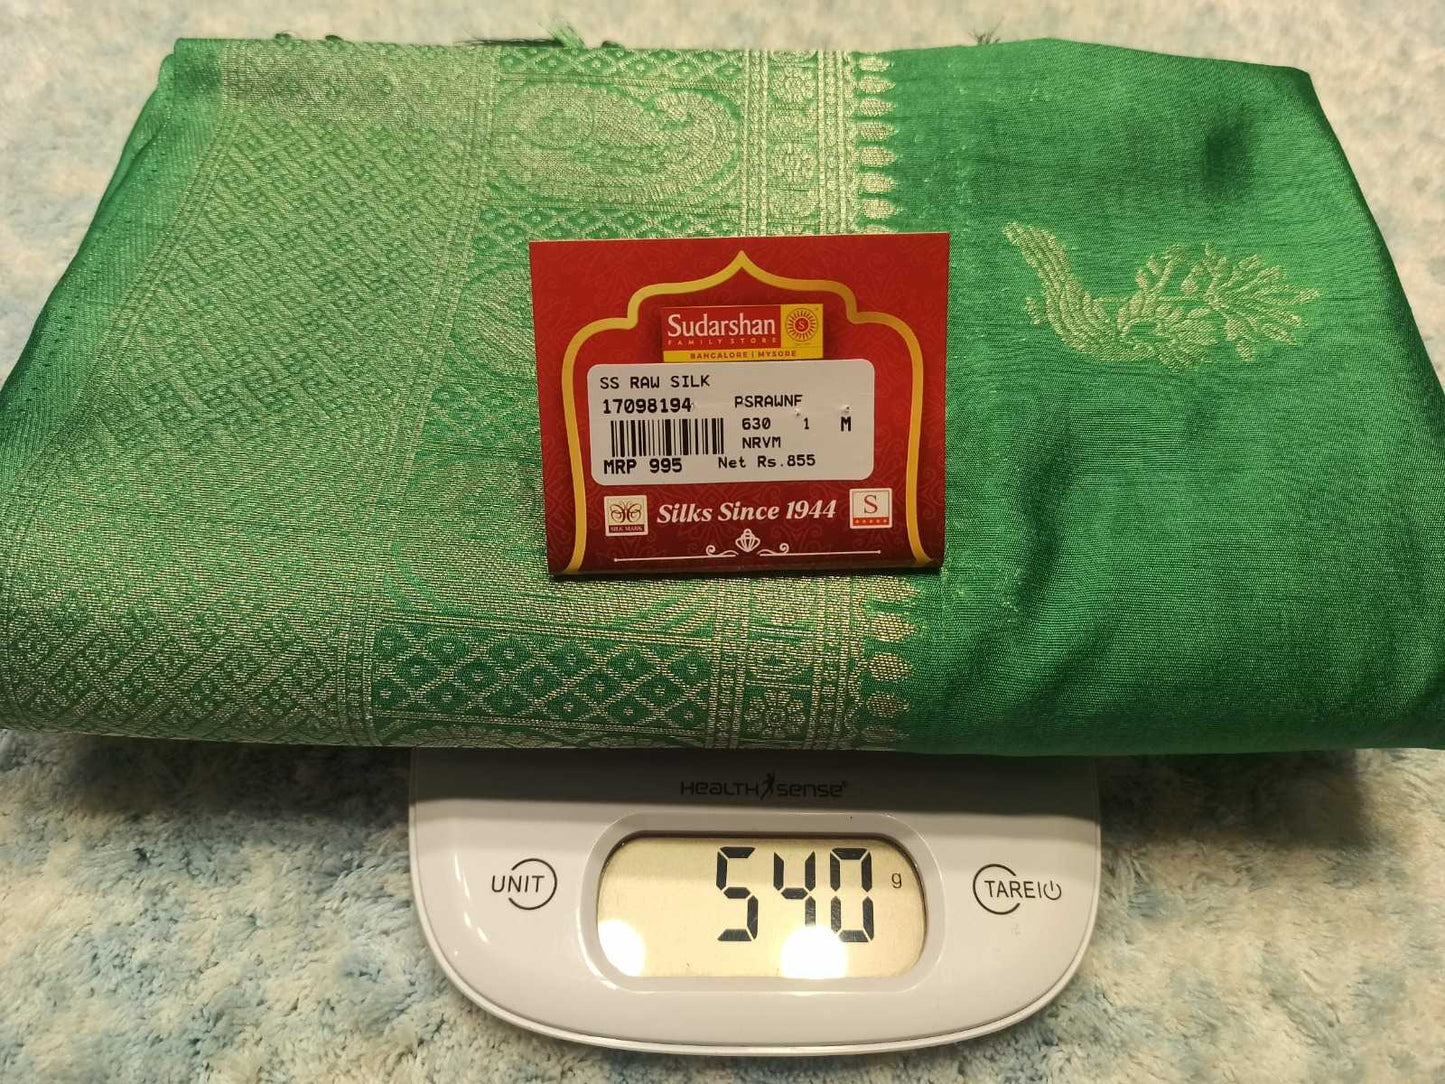 Sudarshan
FAMILY STORE
BANGALORE | MYSORE
SS RAW SILK
17098194 PSRAWNF
630 1 M
NRVM
MRP 995 Net Rs.855
SILK MARK
Silks Since 1944
S
HEALTH sense
UNIT
540 g
TARE